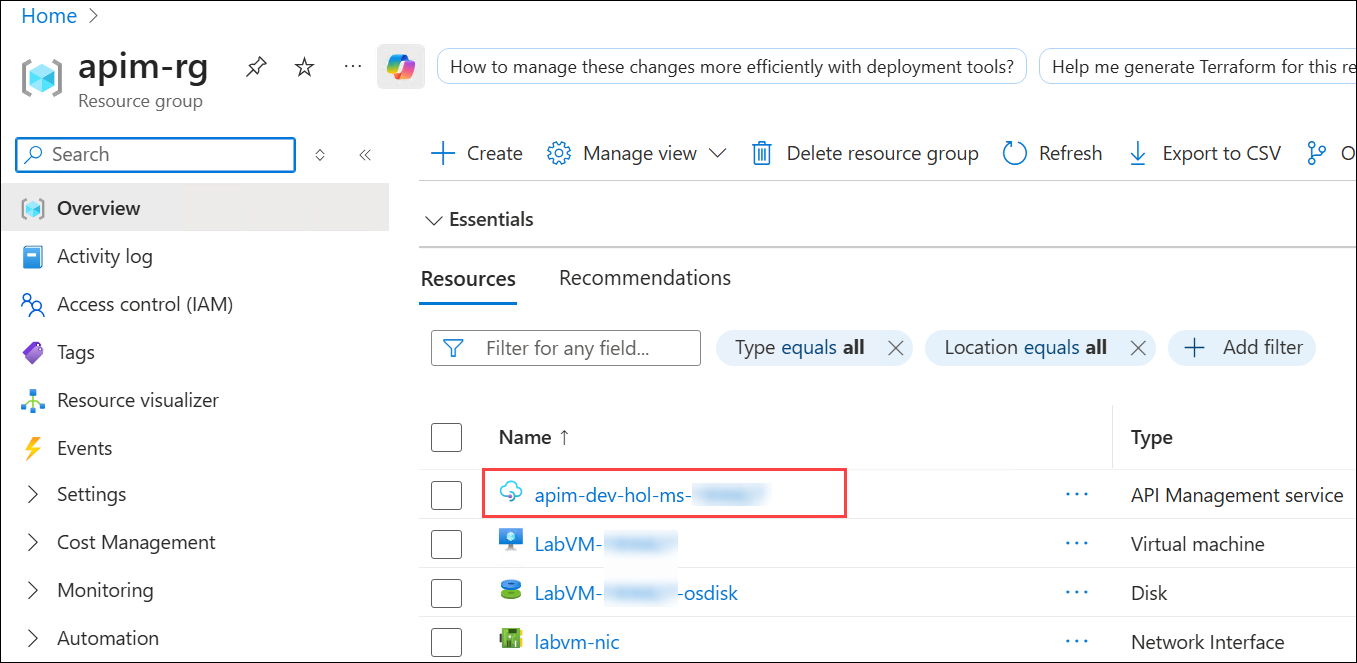 Home
apim-rg
Resource group
How to manage these changes more efficiently with deployment tools?
Help me generate Terraform for this re
Search
Create
Manage view
Delete resource group
Refresh
Export to CSV
O
Overview
Activity log
Access control (IAM)
Tags
Resource visualizer
Events
Settings
Cost Management
Monitoring
Automation
Essentials
Resources
Recommendations
Filter for any field...
Type equals all
Location equals all
Add filter
Name ↑
Type
apim-dev-hol-ms-
API Management service
LabVM-
Virtual machine
LabVM- -osdisk
Disk
labvm-nic
Network Interface